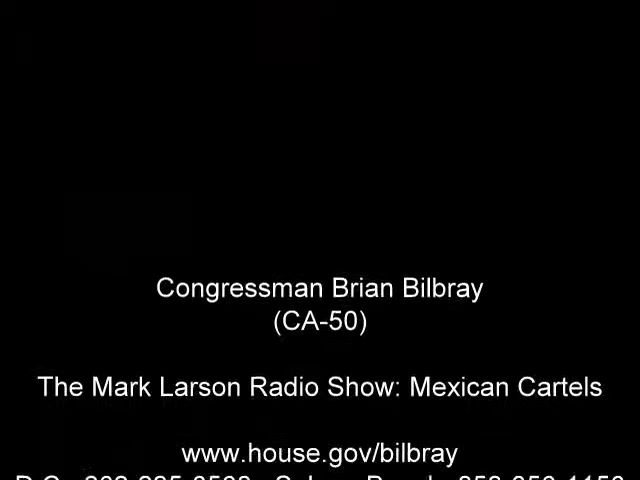 Congressman Brian Bilbray
(CA-50)
The Mark Larson Radio Show: Mexican Cartels
www.house.gov/bilbray